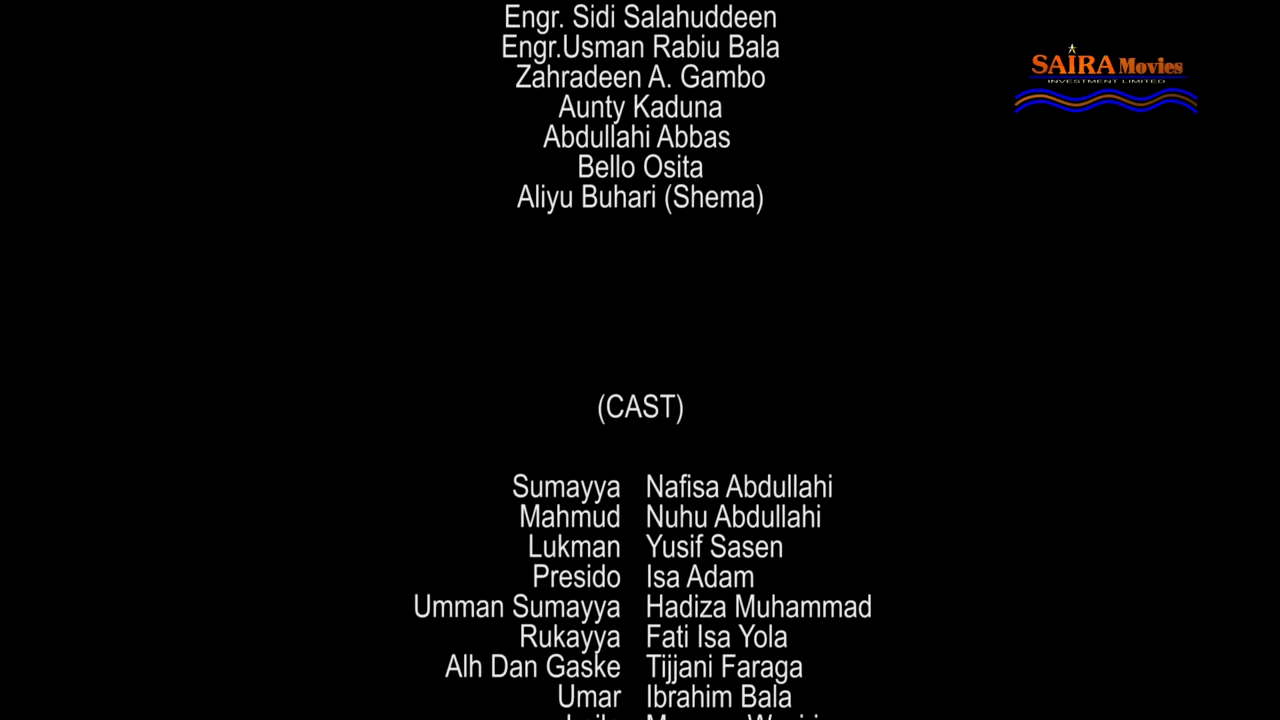 Engr. Sidi Salahuddeen
Engr.Usman Rabiu Bala
Zahradeen A. Gambo
Aunty Kaduna
Abdullahi Abbas
Bello Osita
Aliyu Buhari (Shema)
SAIRA Movies
INVESTMENT LIMITED
(CAST)
Sumayya Nafisa Abdullahi
Mahmud Nuhu Abdullahi
Lukman Yusif Sasen
Presido Isa Adam
Umman Sumayya Hadiza Muhammad
Rukayya Fati Isa Yola
Alh Dan Gaske Tijjani Faraga
Umar Ibrahim Bala